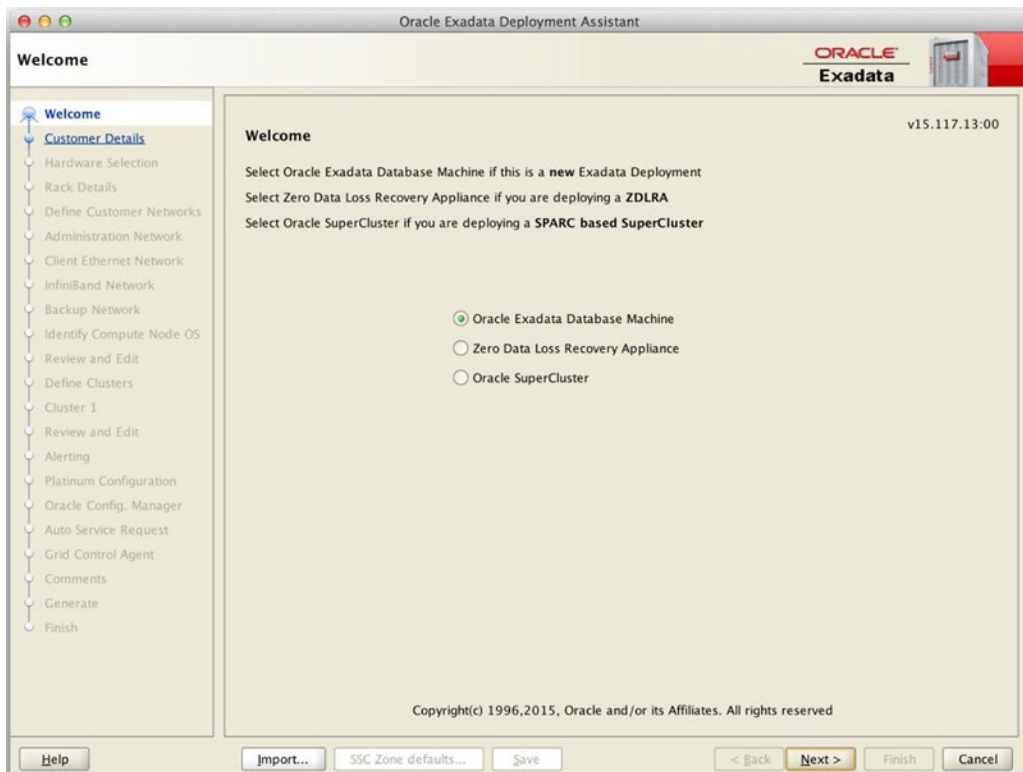 Oracle Exadata Deployment Assistant
Welcome
ORACLE
Exadata
Welcome
Customer Details
Hardware Selection
Rack Details
Define Customer Networks
Administration Network
Client Ethernet Network
InfiniBand Network
Backup Network
Identify Compute Node OS
Review and Edit
Define Clusters
Cluster 1
Review and Edit
Alerting
Platinum Configuration
Oracle Config. Manager
Auto Service Request
Grid Control Agent
Comments
Generate
Finish
v15.117.13:00
Welcome
Select Oracle Exadata Database Machine if this is a new Exadata Deployment
Select Zero Data Loss Recovery Appliance if you are deploying a ZDLRA
Select Oracle SuperCluster if you are deploying a SPARC based SuperCluster
Oracle Exadata Database Machine
Zero Data Loss Recovery Appliance
Oracle SuperCluster
Copyright(c) 1996,2015, Oracle and/or its Affiliates. All rights reserved
Help
Import...
SSC Zone defaults...
Save
< Back
Next >
Finish
Cancel